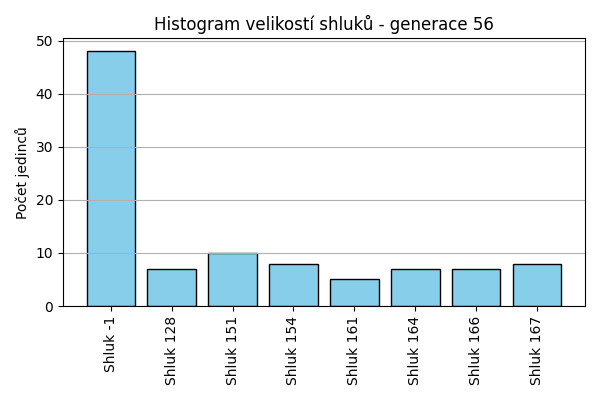 Histogram velikostí shluků - generace 56
Počet jedinců
50
40
30
20
10
0
Shluk -1
Shluk 128
Shluk 151
Shluk 154
Shluk 161
Shluk 164
Shluk 166
Shluk 167